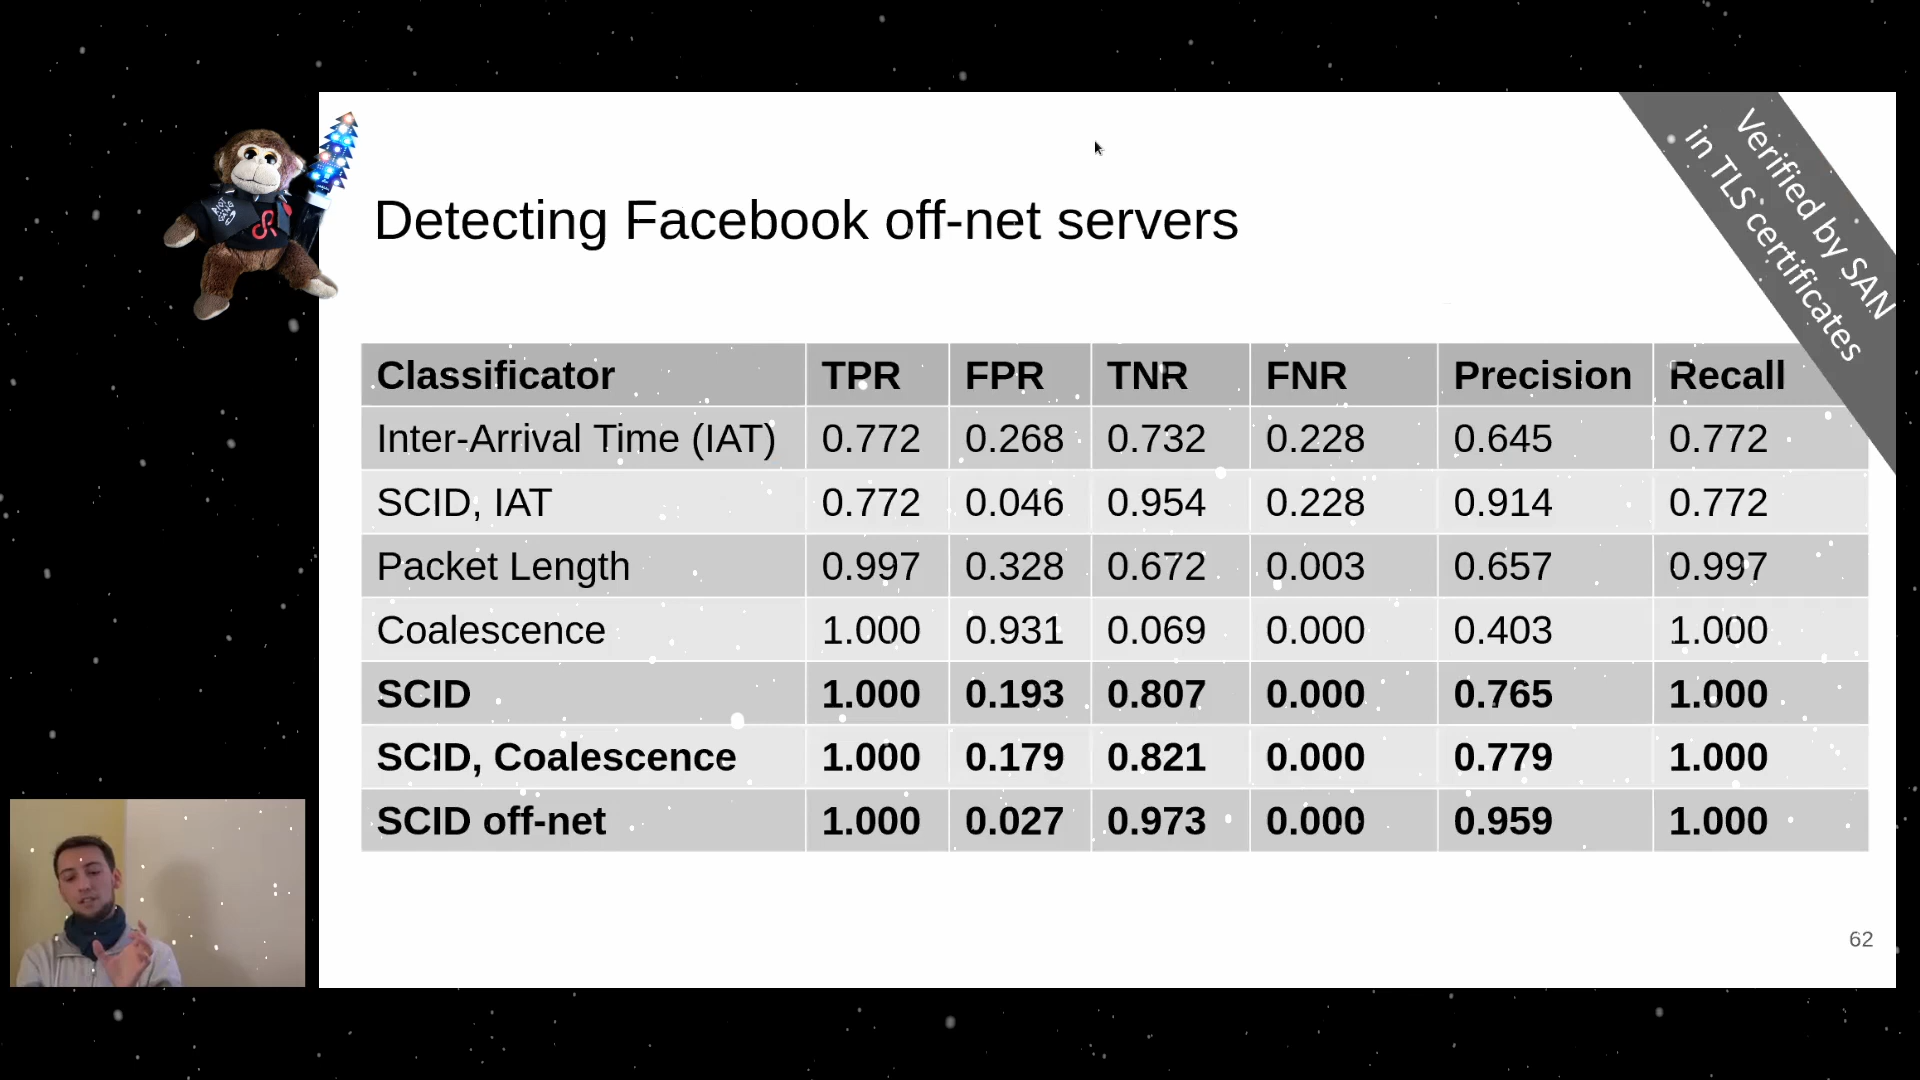 Detecting Facebook off-net servers
Verified by SAN
in TLS certificates
Classificator TPR FPR TNR FNR Precision Recall
Inter-Arrival Time (IAT) 0.772 0.268 0.732 0.228 0.645 0.772
SCID, IAT 0.772 0.046 0.954 0.228 0.914 0.772
Packet Length 0.997 0.328 0.672 0.003 0.657 0.997
Coalescence 1.000 0.931 0.069 0.000 0.403 1.000
SCID 1.000 0.193 0.807 0.000 0.765 1.000
SCID, Coalescence 1.000 0.179 0.821 0.000 0.779 1.000
SCID off-net 1.000 0.027 0.973 0.000 0.959 1.000
62